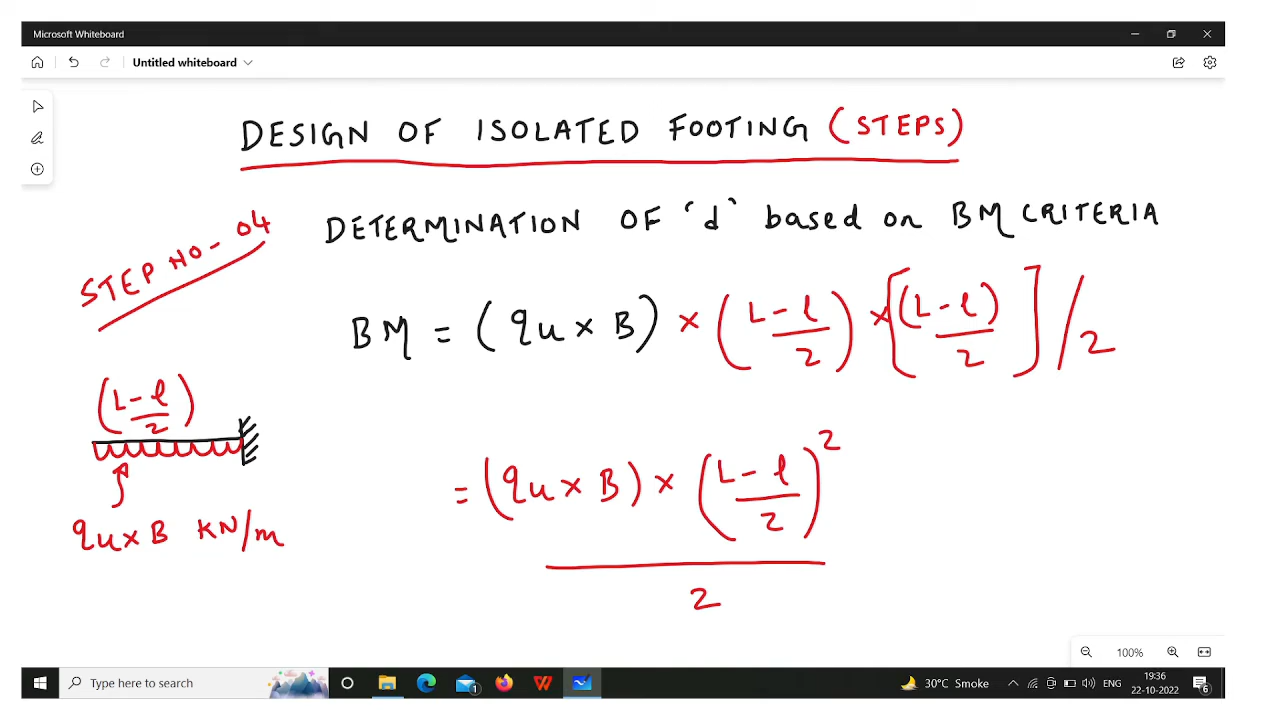 Microsoft Whiteboard
Untitled whiteboard
DESIGN OF ISOLATED FOOTING (STEPS)
STEP NO- 04
DETERMINATION OF 'd' based on BM CRITERIA
BM = (qu × B) × (L-l/2) × [(L-l)/2]/2
(L-l/2)
qu×B KN/m
= (qu × B) × (L-l/2)²
2
100%
Type here to search
1
30°C Smoke
ENG
19:36
22-10-2022
6